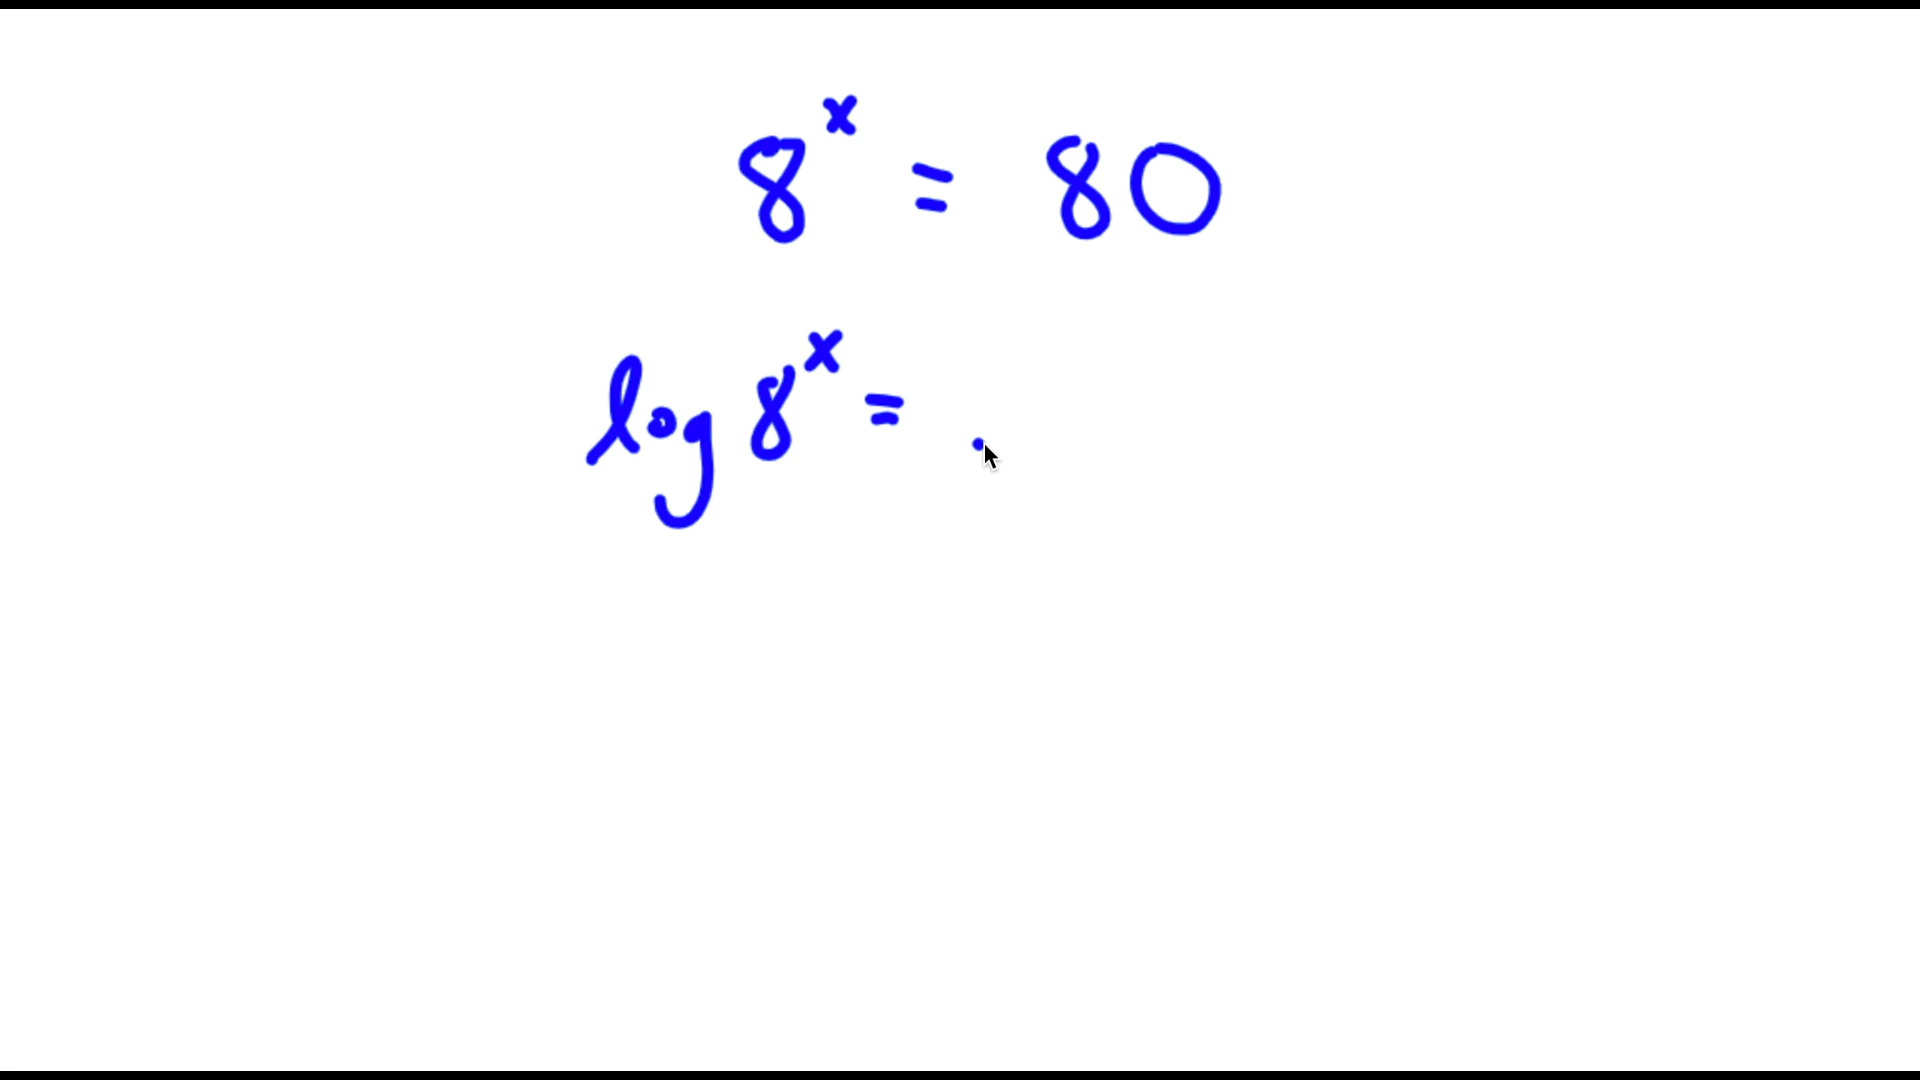 8^x = 80
log 8^x =